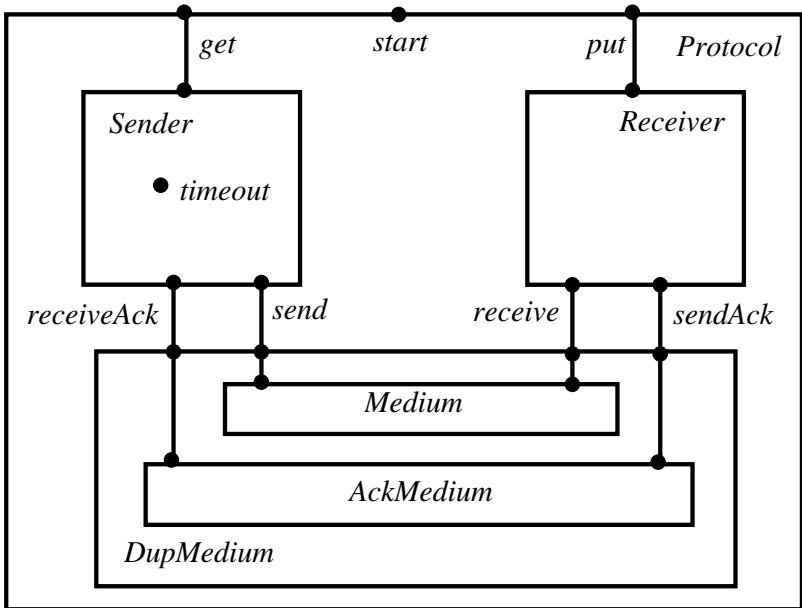 get
start
put
Protocol
Sender
Receiver
timeout
receiveAck
send
receive
sendAck
Medium
AckMedium
DupMedium